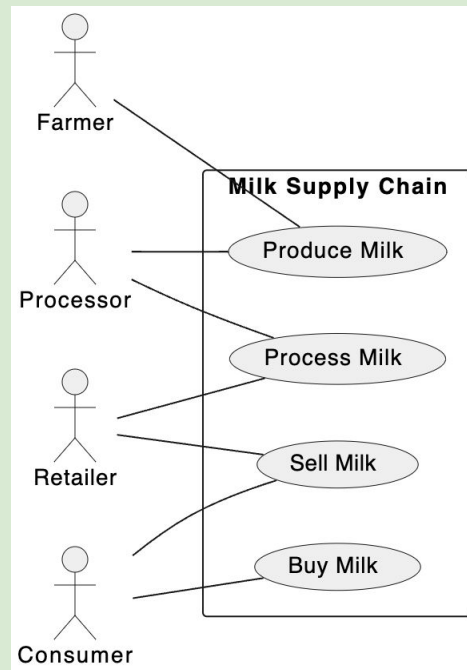 Farmer
Milk Supply Chain
Produce Milk
Processor
Process Milk
Retailer
Sell Milk
Buy Milk
Consumer